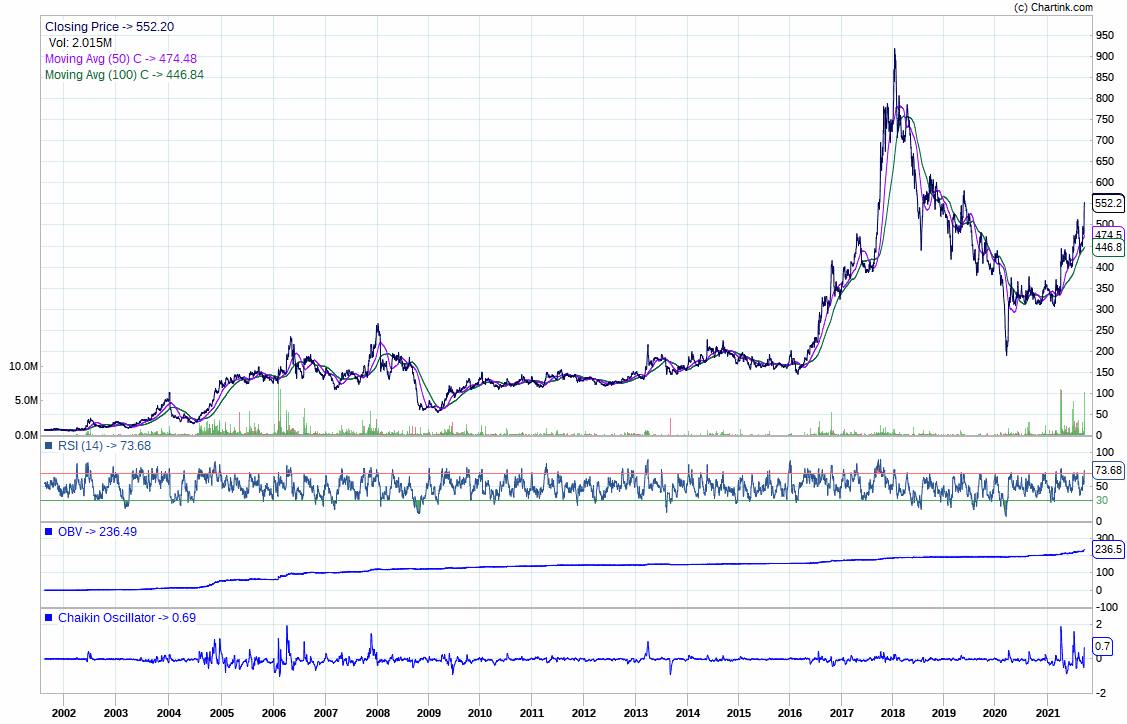 (c) Chartink.com
Closing Price -> 552.20
Vol: 2.015M
Moving Avg (50) C -> 474.48
Moving Avg (100) C -> 446.84
950
900
850
800
750
700
650
600
552.2
500
474.5
446.8
400
350
300
250
200
150
100
50
0
10.0M
5.0M
0.0M
RSI (14) -> 73.68
100
73.68
50
30
0
OBV -> 236.49
300
236.5
100
0
-100
Chaikin Oscillator -> 0.69
2
0.7
0
-2
2002 2003 2004 2005 2006 2007 2008 2009 2010 2011 2012 2013 2014 2015 2016 2017 2018 2019 2020 2021